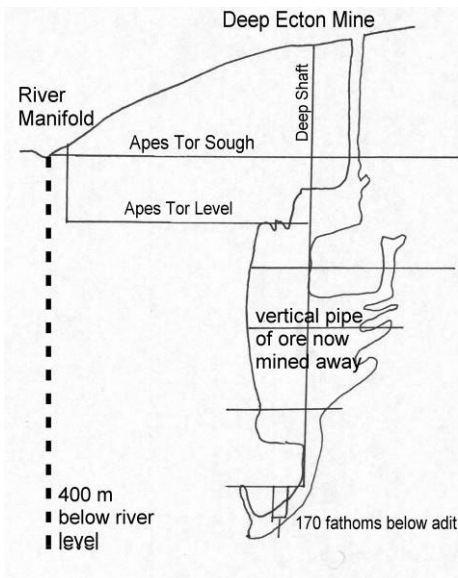 Deep Ecton Mine
River
Manifold
Deep Shaft
Apes Tor Sough
Apes Tor Level
vertical pipe
of ore now
mined away
400 m
below river
level
170 fathoms below adit